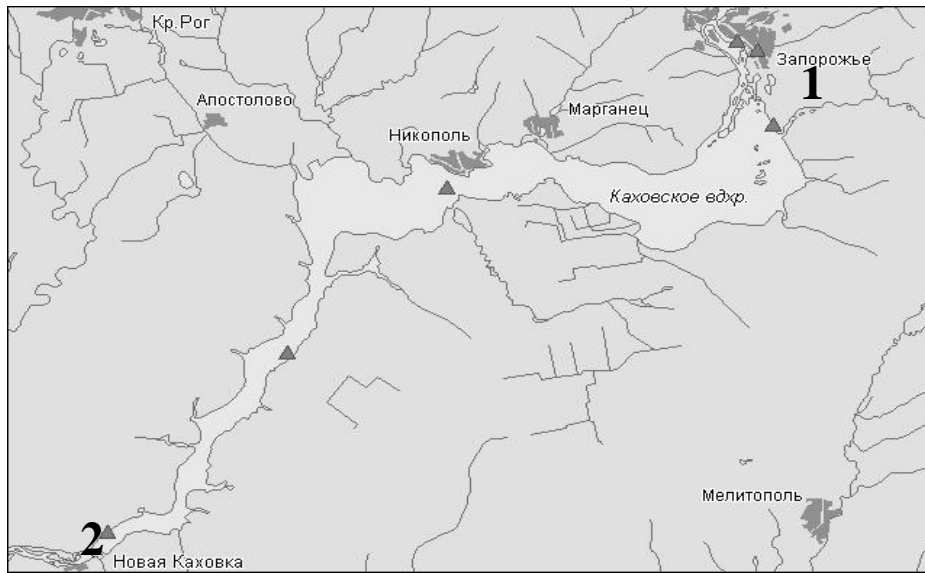 Кр.Рог
Запорожье
1
Апостолово
Марганец
Никополь
Каховское вдхр.
Мелитополь
2
Новая Каховка